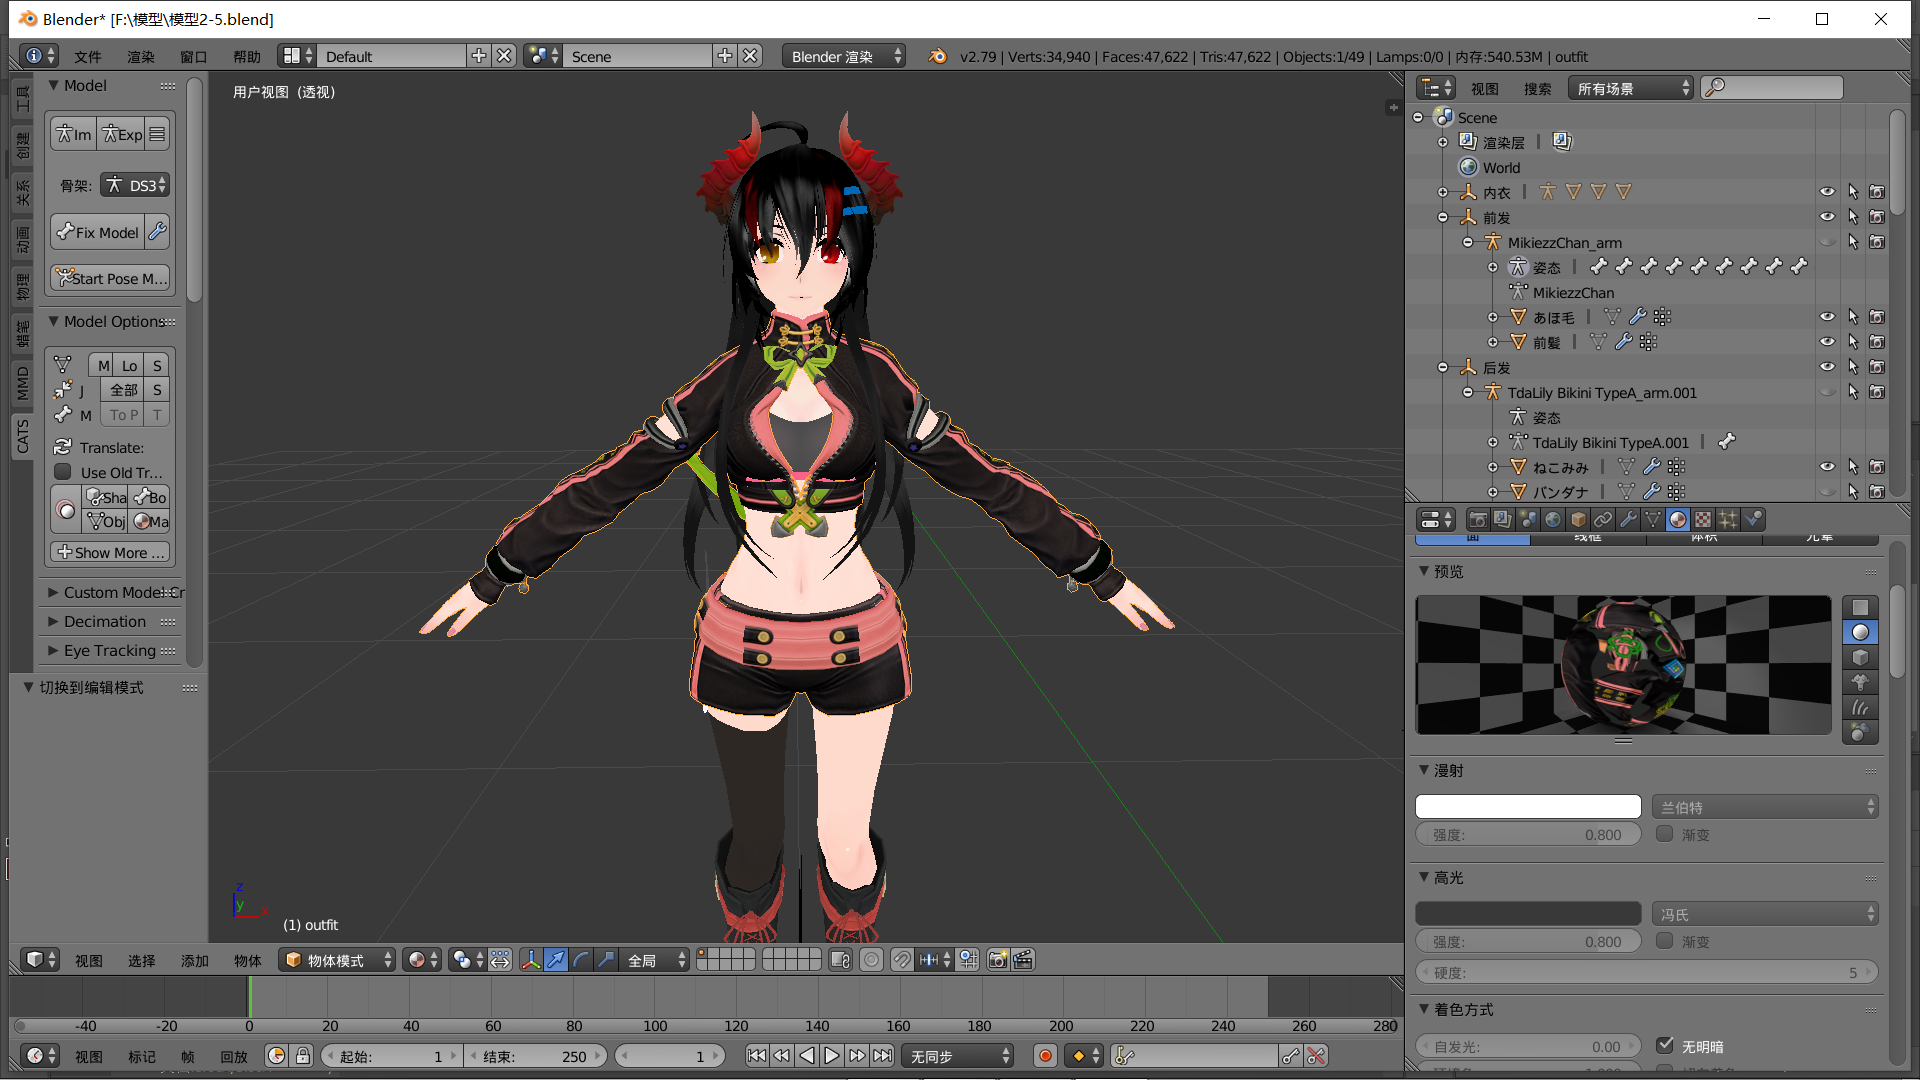 Blender* [F:\模型\模型2-5.blend]
文件 渲染 窗口 帮助 Default Scene Blender 渲染 v2.79 | Verts:34,940 | Faces:47,622 | Tris:47,622 | Objects:1/49 | Lamps:0/0 | 内存:540.53M | outfit
工具
创建
关系
动画
物理
蜡笔
MMD
CATS
Model
Im Exp
骨架: DS3
Fix Model
Start Pose M...
Model Options
M Lo S
J 全部 S
M To P T
Translate:
Use Old Tr...
Sha Bo
Obj Ma
Show More ...
Custom Model Cr
Decimation
Eye Tracking
切换到编辑模式
用户视图 (透视)
z
y
x
(1) outfit
视图 搜索 所有场景
Scene
渲染层
World
内衣
前发
MikiezzChan_arm
姿态
MikiezzChan
あほ毛
前髪
后发
TdaLily Bikini TypeA_arm.001
姿态
TdaLily Bikini TypeA.001
ねこみみ
バンダナ
面 线框 体积 光晕
预览
漫射
兰伯特
强度: 0.800 渐变
高光
冯氏
强度: 0.800 渐变
硬度: 5
着色方式
自发光: 0.00 无明暗
视图 选择 添加 物体 物体模式 全局
-40 -20 0 20 40 60 80 100 120 140 160 180 200 220 240 260 280
视图 标记 帧 回放 起始: 1 结束: 250 1 无同步